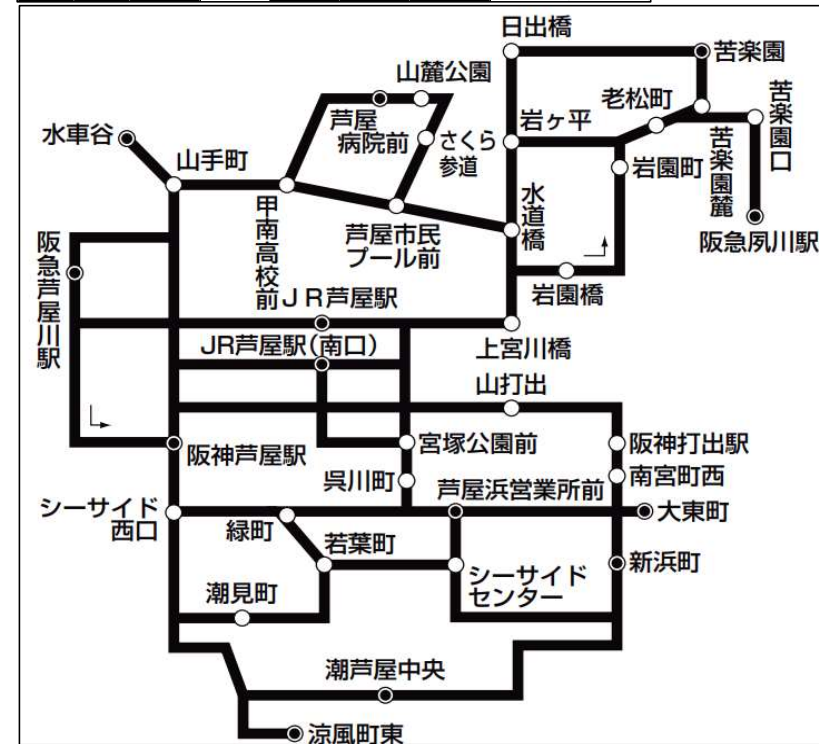 日出橋
苦楽園
山麓公園
老松町
苦楽園口
水車谷
芦屋
病院前
さくら
参道
岩ヶ平
山手町
岩園町
苦楽園麓
水道橋
甲南高校前
芦屋市民
プール前
阪急夙川駅
阪急芦屋川駅
JR芦屋駅
岩園橋
JR芦屋駅(南口)
上宮川橋
山打出
阪神芦屋駅
宮塚公園前
阪神打出駅
呉川町
芦屋浜営業所前
南宮町西
シーサイド
西口
大東町
緑町
若葉町
シーサイド
センター
新浜町
潮見町
潮芦屋中央
涼風町東